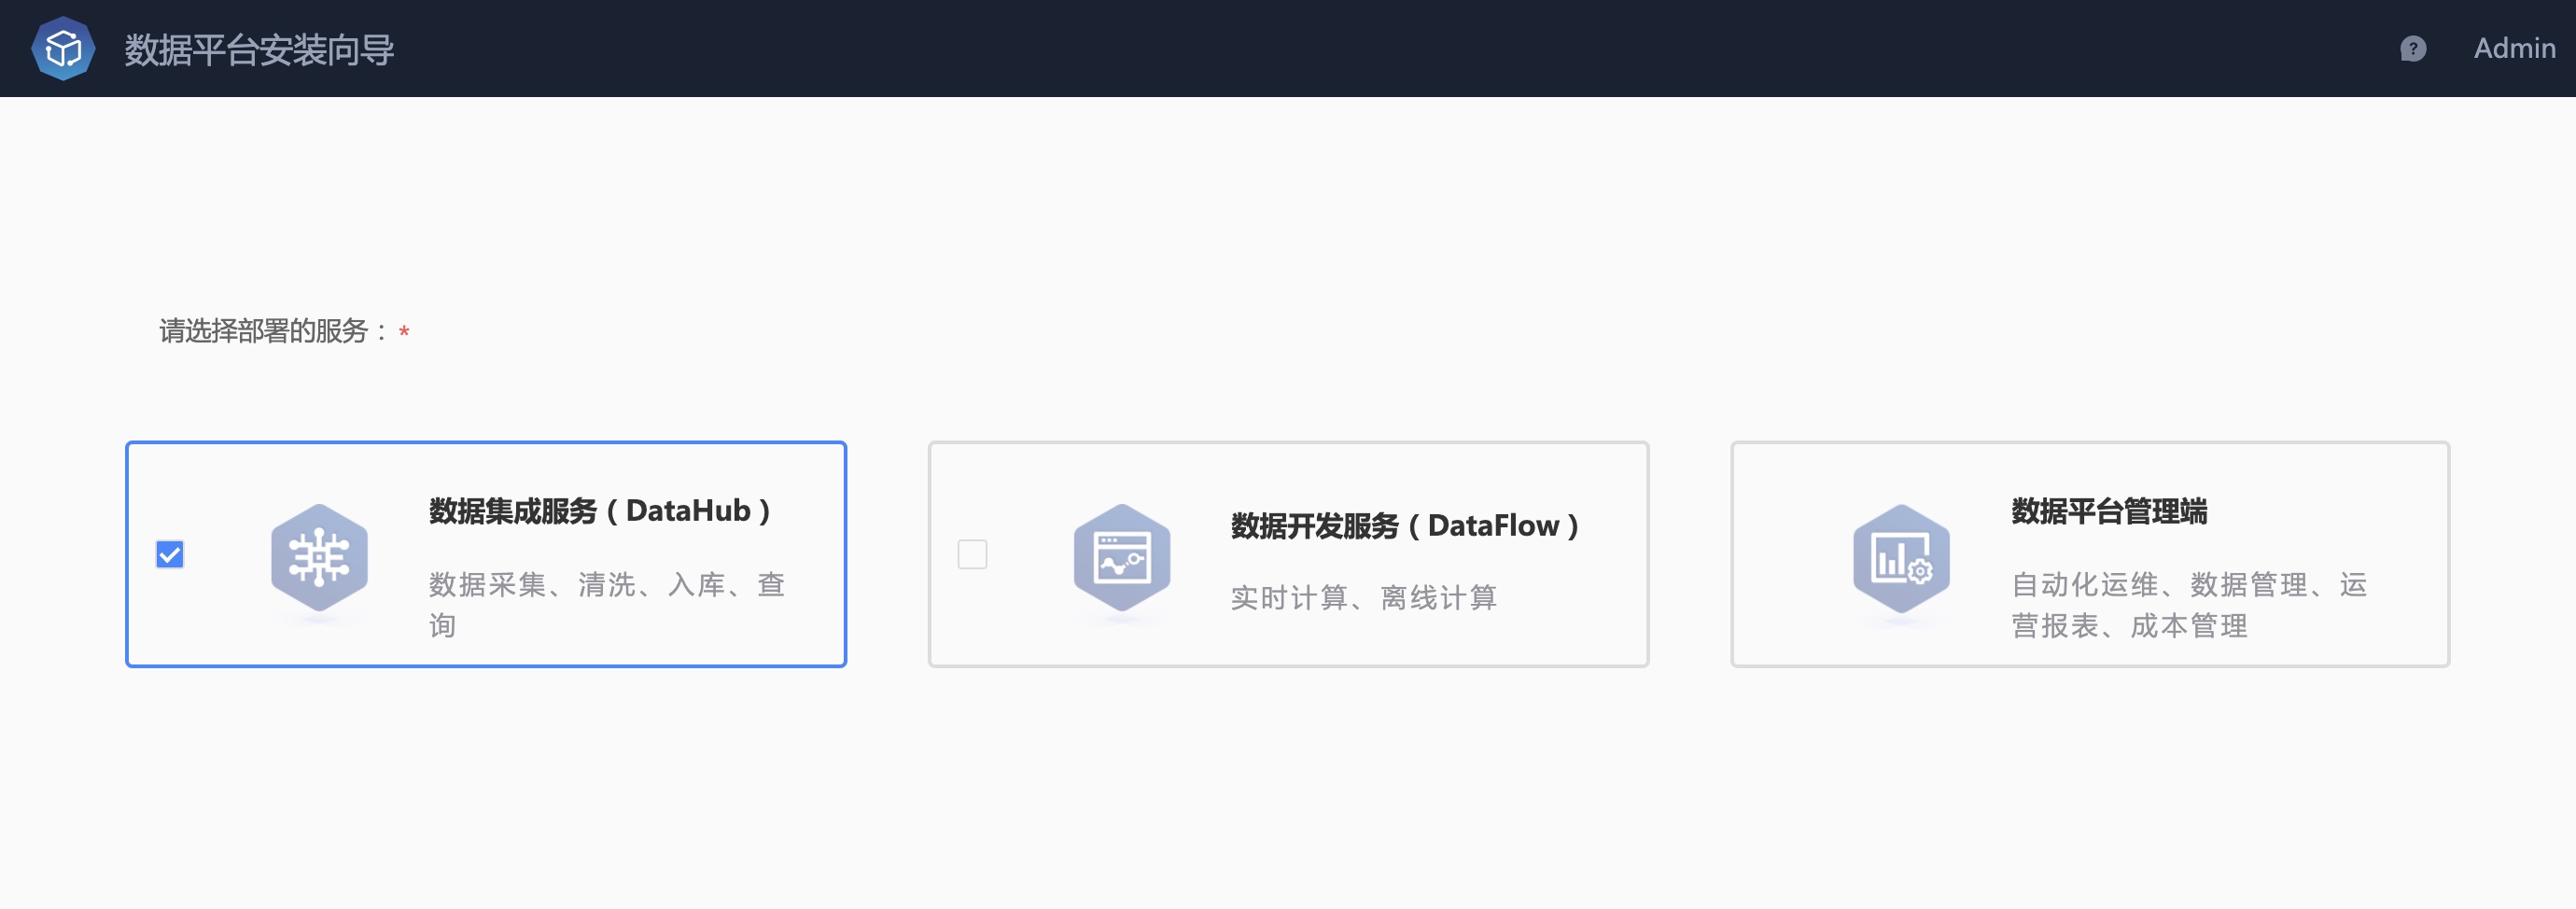 数据平台安装向导
?
Admin
请选择部署的服务：*
数据集成服务（DataHub）
数据采集、清洗、入库、查
询
数据开发服务（DataFlow）
实时计算、离线计算
数据平台管理端
自动化运维、数据管理、运
营报表、成本管理